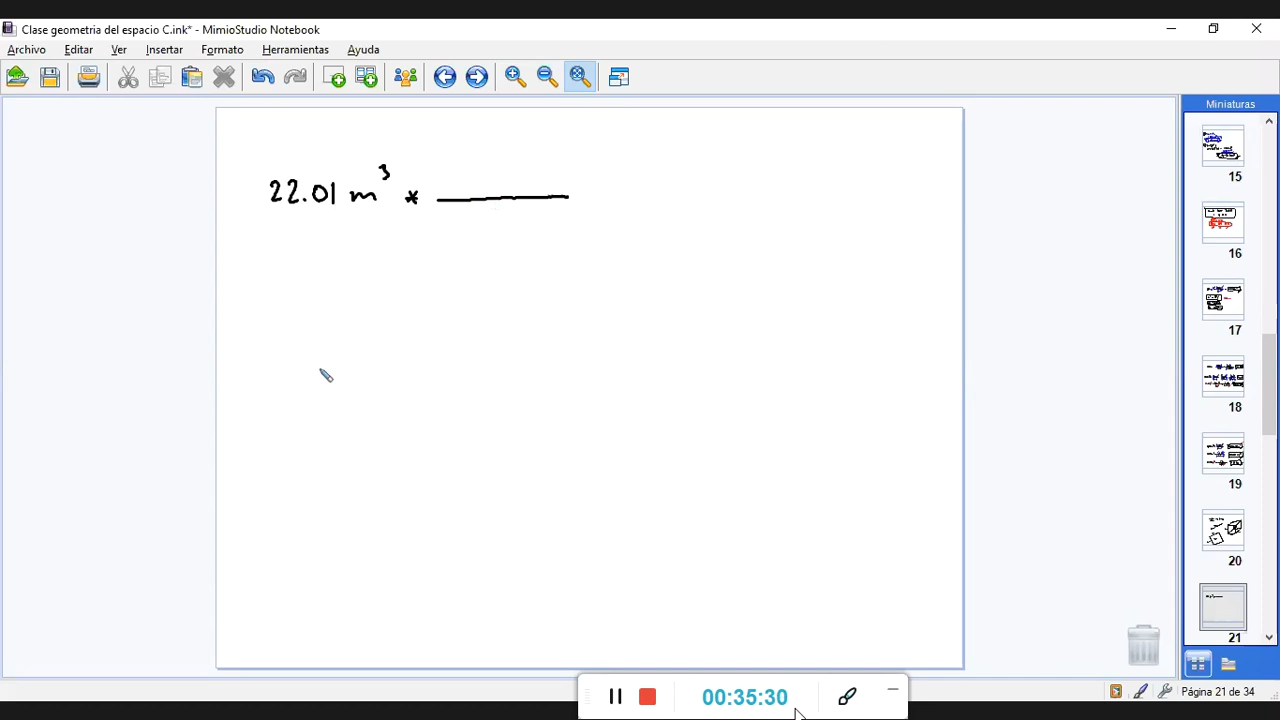 Clase geometria del espacio C.ink* - MimioStudio Notebook
Archivo Editar Ver Insertar Formato Herramientas Ayuda
Miniaturas
22.01 m³ *
15
16
17
18
19
20
21
00:35:30
Página 21 de 34